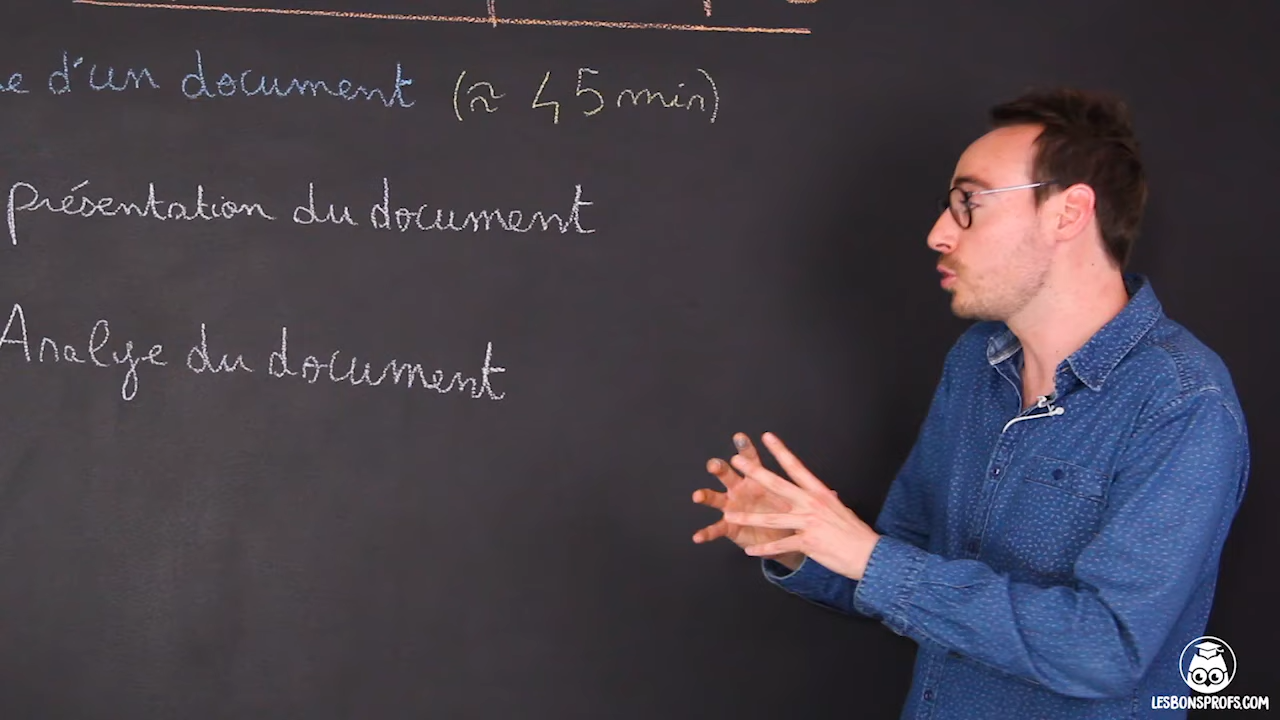 d'un document (≈ 45 min)
présentation du document
Analyse du document
LESBONSPROFS.COM